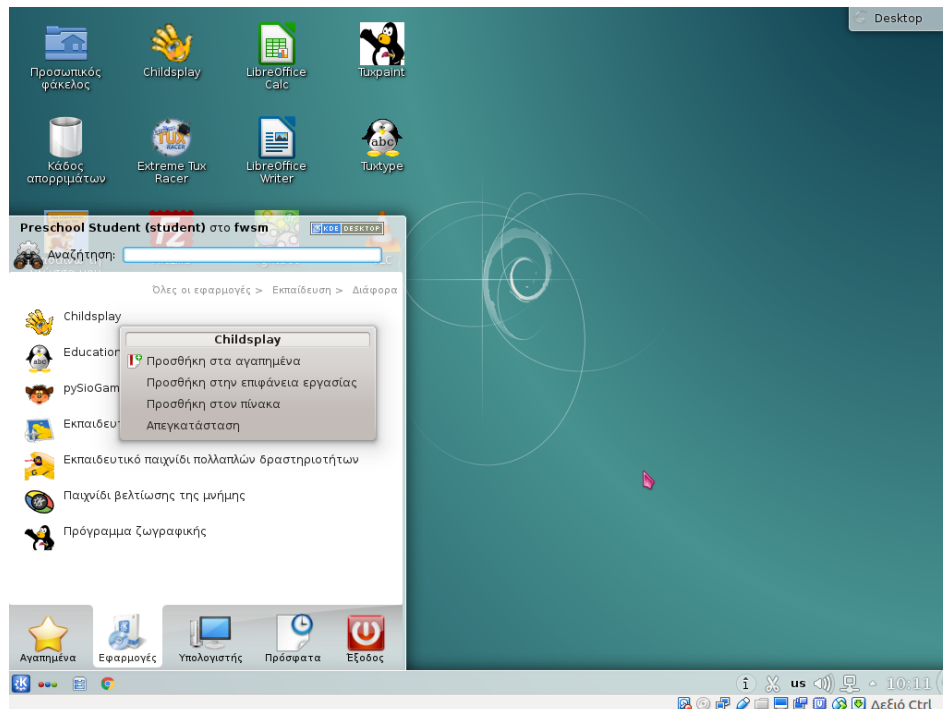 Desktop
Προσωπικός
φάκελος
Childsplay
LibreOffice
Calc
Tuxpaint
Κάδος
απορριμάτων
Extreme Tux
Racer
LibreOffice
Writer
Tuxtype
Preschool Student (student) στο fwsm
KDE DESKTOP
Αναζήτηση:
Όλες οι εφαρμογές > Εκπαίδευση > Διάφορα
Childsplay
Education
pySioGam
Εκπαιδευ
Εκπαιδευτικό παιχνίδι πολλαπλών δραστηριοτήτων
Παιχνίδι βελτίωσης της μνήμης
Πρόγραμμα ζωγραφικής
Childsplay
Προσθήκη στα αγαπημένα
Προσθήκη στην επιφάνεια εργασίας
Προσθήκη στον πίνακα
Απεγκατάσταση
Αγαπημένα
Εφαρμογές
Υπολογιστής
Πρόσφατα
Έξοδος
us
10:11
Δεξιό Ctrl